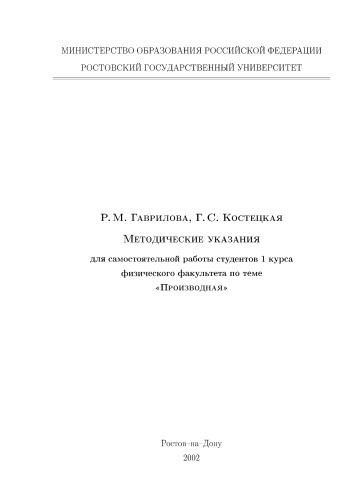 МИНИСТЕРСТВО ОБРАЗОВАНИЯ РОССИЙСКОЙ ФЕДЕРАЦИИ
РОСТОВСКИЙ ГОСУДАРСТВЕННЫЙ УНИВЕРСИТЕТ
Р. М. Гаврилова, Г. С. Костецкая
Методические указания
для самостоятельной работы студентов 1 курса
физического факультета по теме
«Производная»
Ростов–на–Дону
2002